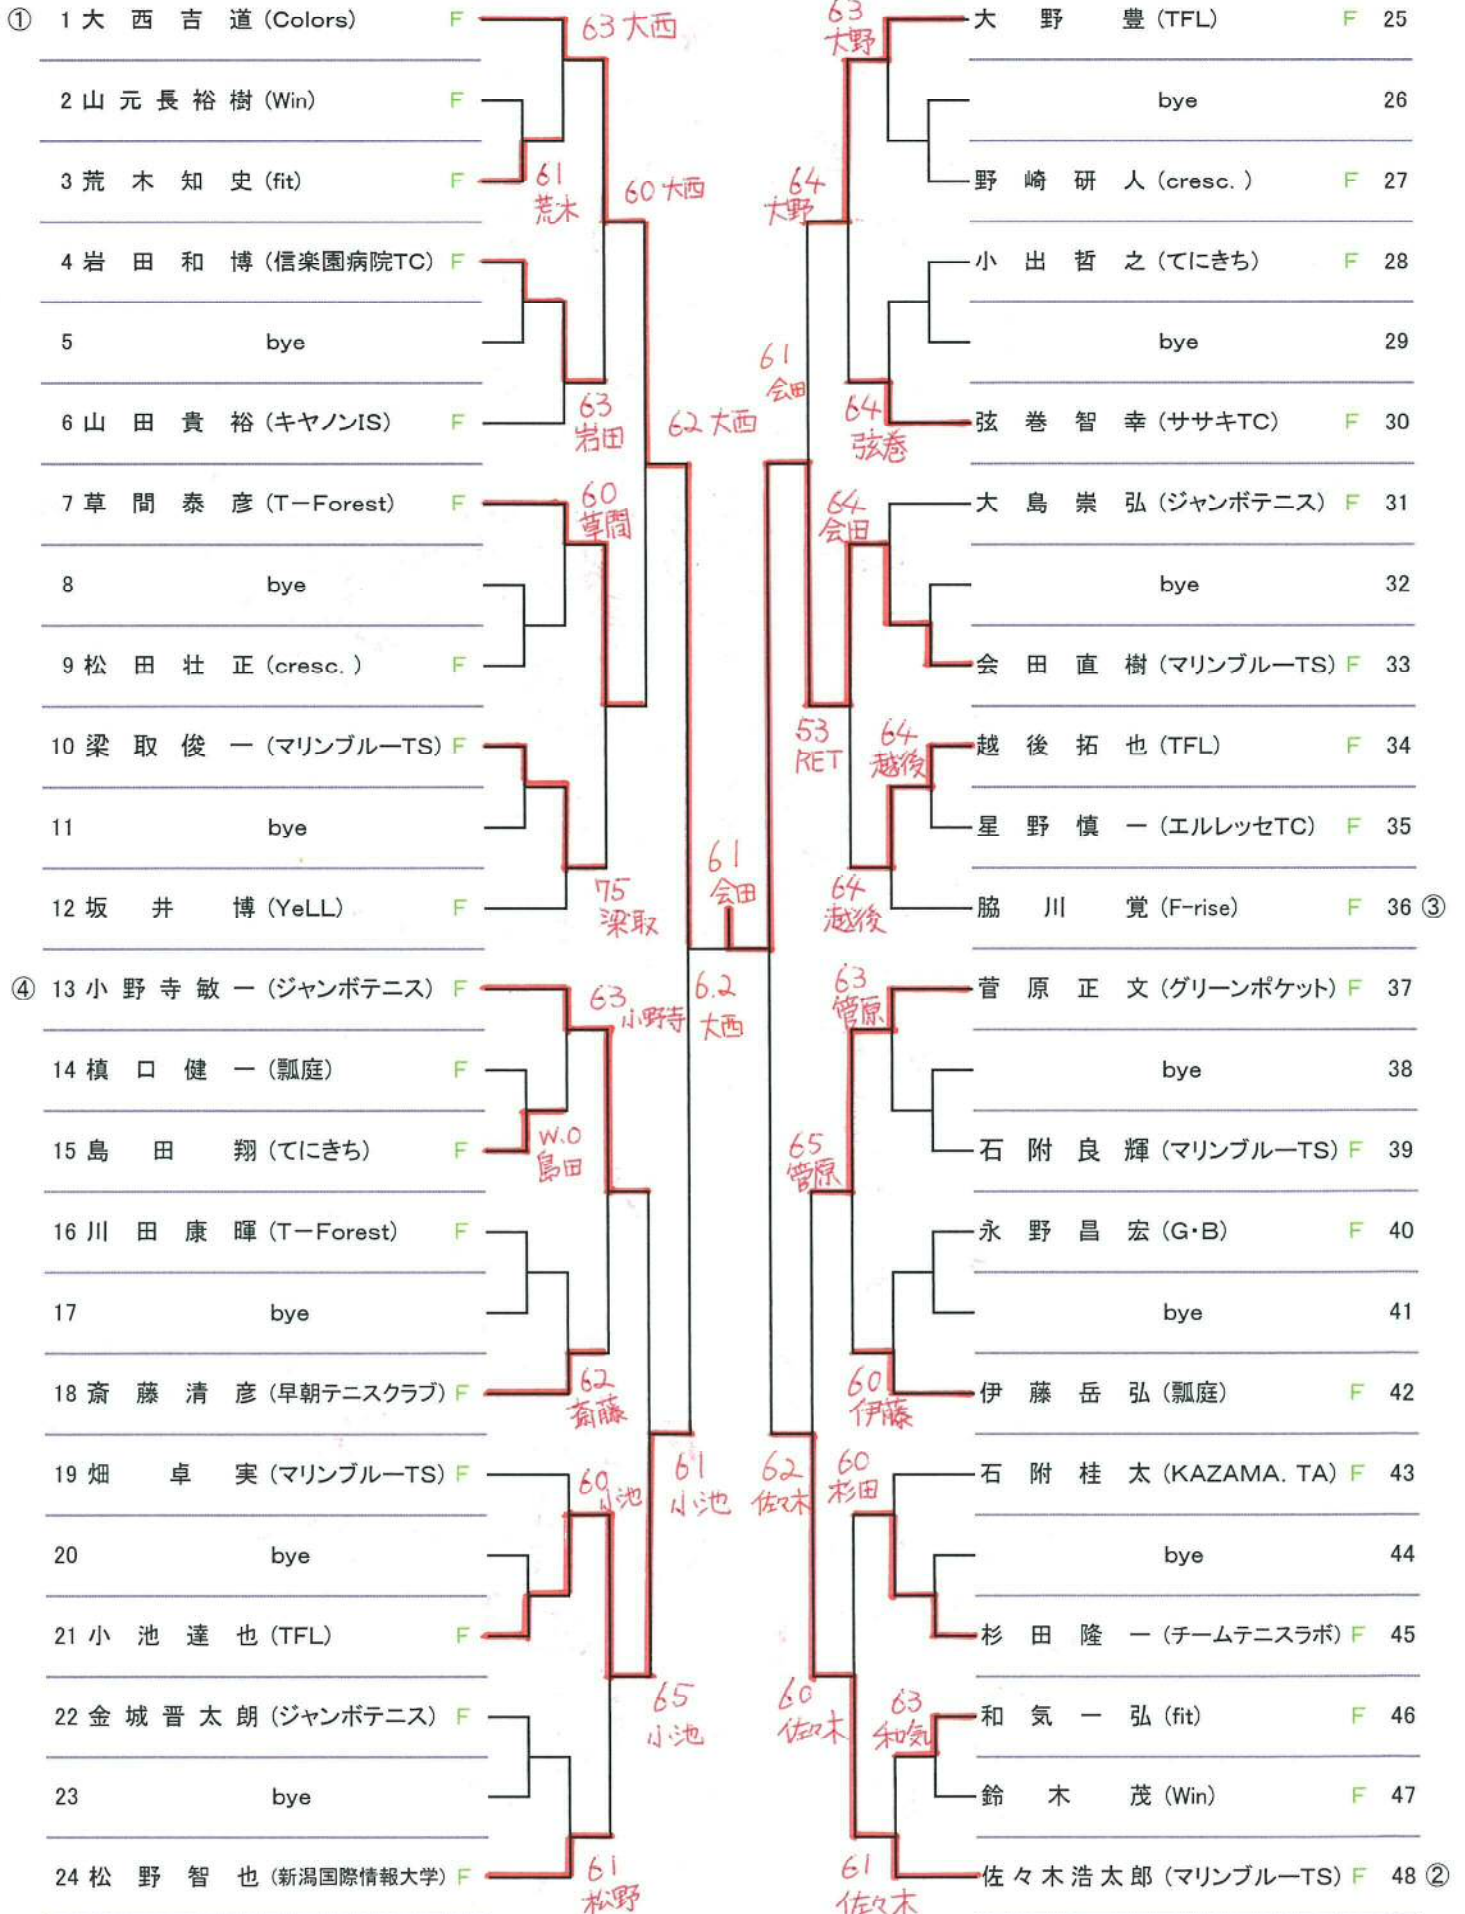 ① 1 大西吉道 (Colors) F
2 山元長裕樹 (Win) F
3 荒木知史 (fit) F
4 岩田和博 (信楽園病院TC) F
5 bye
6 山田貴裕 (キヤノンIS) F
7 草間泰彦 (T－Forest) F
8 bye
9 松田壮正 (cresc.) F
10 梁取俊一 (マリンブルーTS) F
11 bye
12 坂井博 (YeLL) F
④ 13 小野寺敏一 (ジャンボテニス) F
14 槙口健一 (瓢庭) F
15 島田翔 (てにきち) F
16 川田康暉 (T－Forest) F
17 bye
18 斎藤清彦 (早朝テニスクラブ) F
19 畑卓実 (マリンブルーTS) F
20 bye
21 小池達也 (TFL) F
22 金城晋太朗 (ジャンボテニス) F
23 bye
24 松野智也 (新潟国際情報大学) F
63 大西
61
荒木
60 大西
63
岩田
62 大西
60
草間
75
梁取
63
小野寺
W.O
島田
62
斎藤
60
小池
61
小池
65
小池
61
松野
6.2
大西
61
会田
63
大野
64
大野
61
会田
64
弦巻
64
会田
53
RET
64
越後
64
越後
63
菅原
65
菅原
60
伊藤
62
佐々木
60
杉田
60
佐々木
63
和気
61
佐々木
大野豊 (TFL) F 25
bye 26
野崎研人 (cresc.) F 27
小出哲之 (てにきち) F 28
bye 29
弦巻智幸 (ササキTC) F 30
大島崇弘 (ジャンボテニス) F 31
bye 32
会田直樹 (マリンブルーTS) F 33
越後拓也 (TFL) F 34
星野慎一 (エルレッセTC) F 35
脇川覚 (F-rise) F 36 ③
菅原正文 (グリーンポケット) F 37
bye 38
石附良輝 (マリンブルーTS) F 39
永野昌宏 (G・B) F 40
bye 41
伊藤岳弘 (瓢庭) F 42
石附桂太 (KAZAMA. TA) F 43
bye 44
杉田隆一 (チームテニスラボ) F 45
和気一弘 (fit) F 46
鈴木茂 (Win) F 47
佐々木浩太郎 (マリンブルーTS) F 48 ②